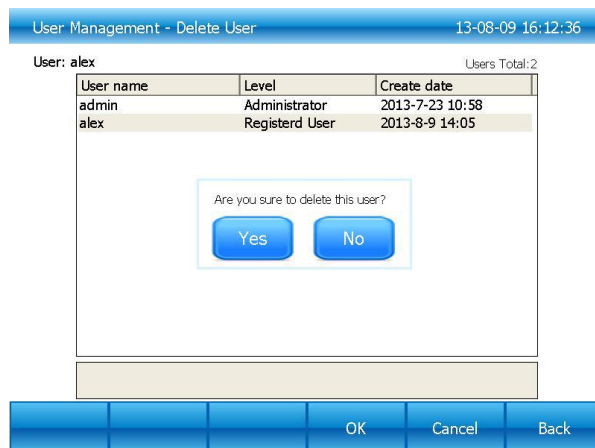 User Management - Delete User 13-08-09 16:12:36
User: alex Users Total:2
User name Level Create date
admin Administrator 2013-7-23 10:58
alex Registerd User 2013-8-9 14:05
Are you sure to delete this user?
Yes No
OK Cancel Back